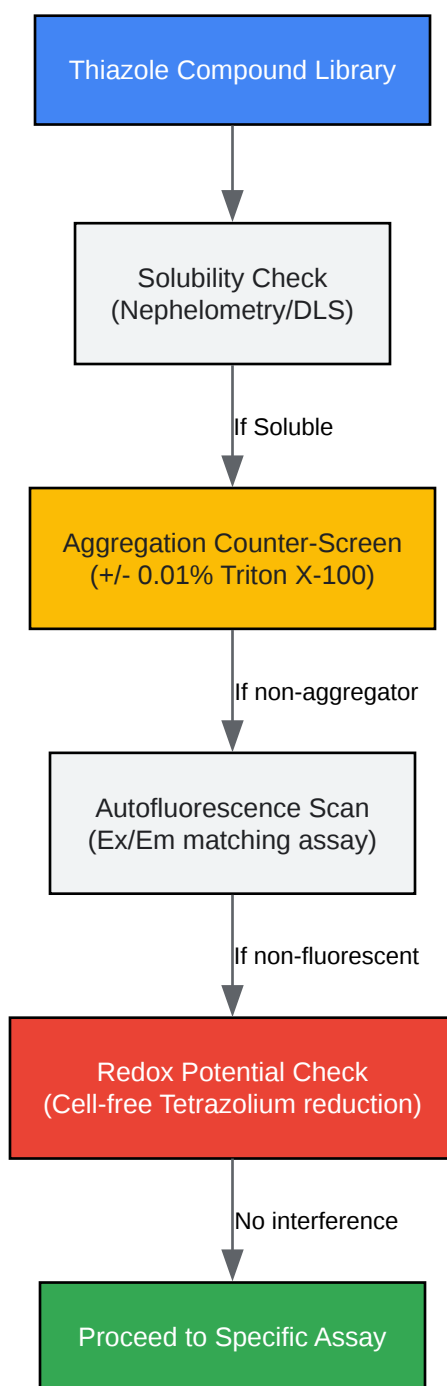 Thiazole Compound Library
Solubility Check
(Nephelometry/DLS)
If Soluble
Aggregation Counter-Screen
(+/- 0.01% Triton X-100)
If non-aggregator
Autofluorescence Scan
(Ex/Em matching assay)
If non-fluorescent
Redox Potential Check
(Cell-free Tetrazolium reduction)
No interference
Proceed to Specific Assay